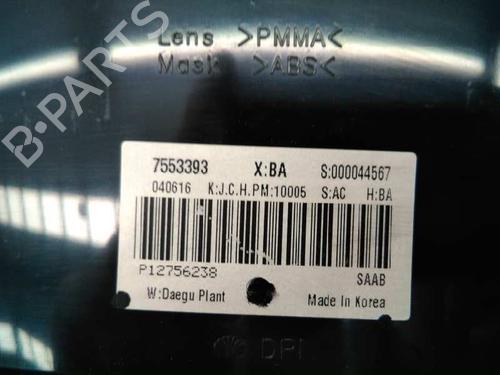 Lens >PMMA<
Mask >ABS<
B-PARTS
7553393 X:BA S:000044567
040616 K:J.C.H.PM:10005 S:AC H:BA
P12756238 SAAB
W:Daegu Plant Made In Korea
DPI